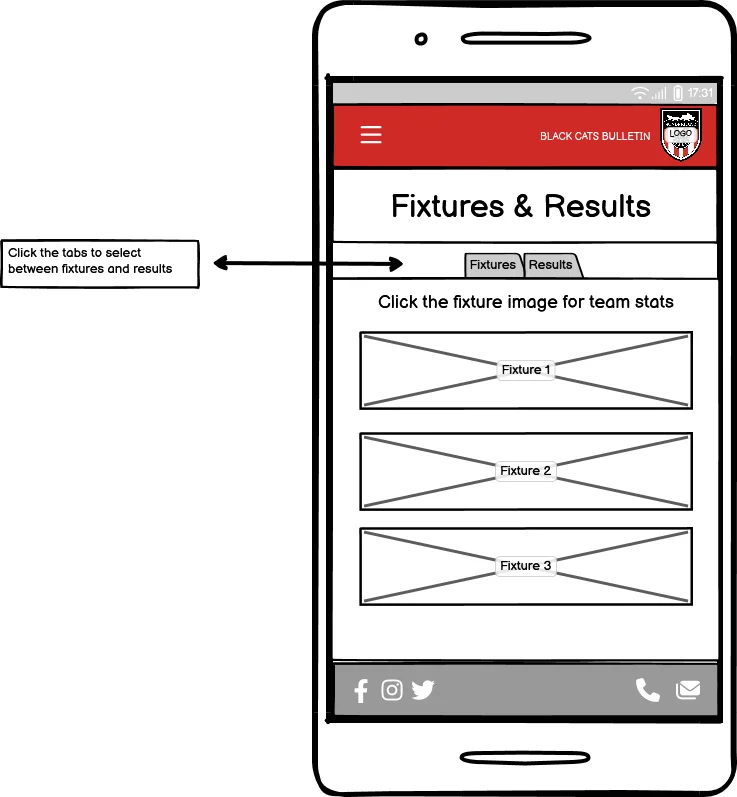 17:31
BLACK CATS BULLETIN
LOGO
Fixtures & Results
Click the tabs to select
between fixtures and results
Fixtures
Results
Click the fixture image for team stats
Fixture 1
Fixture 2
Fixture 3